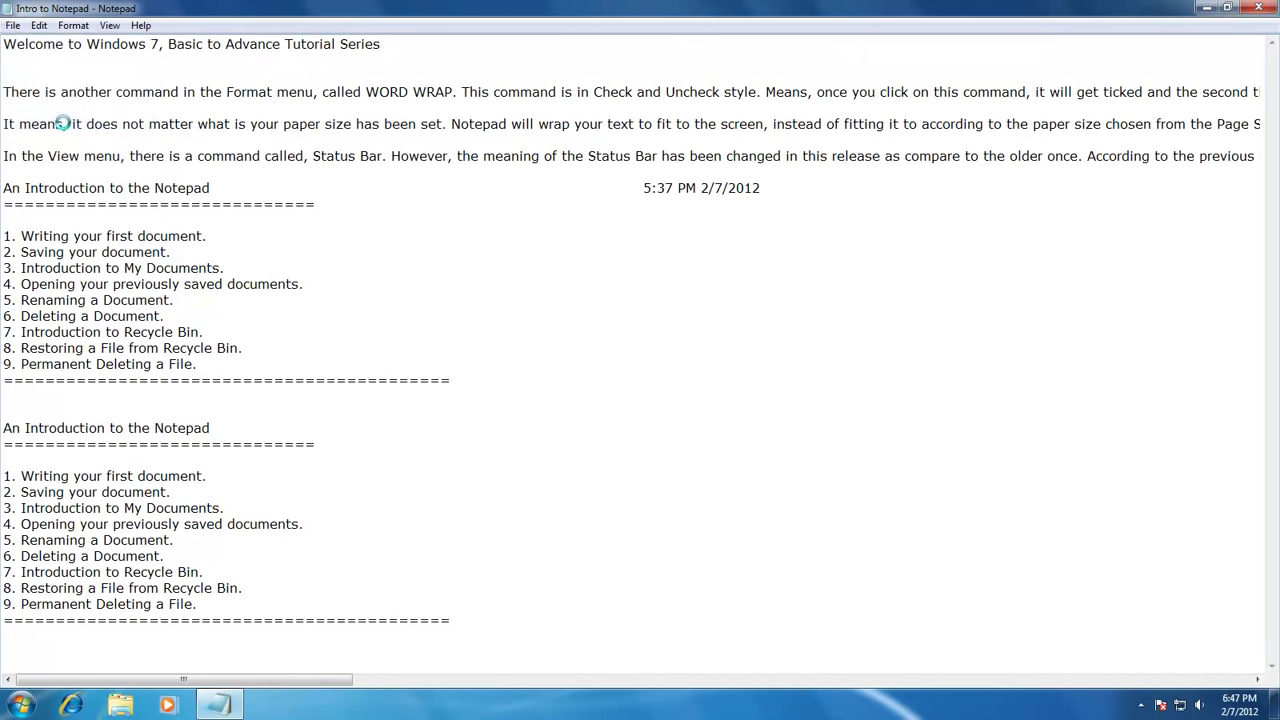 Intro to Notepad - Notepad
File Edit Format View Help
Welcome to Windows 7, Basic to Advance Tutorial Series
There is another command in the Format menu, called WORD WRAP. This command is in Check and Uncheck style. Means, once you click on this command, it will get ticked and the second t
It means it does not matter what is your paper size has been set. Notepad will wrap your text to fit to the screen, instead of fitting it to according to the paper size chosen from the Page S
In the View menu, there is a command called, Status Bar. However, the meaning of the Status Bar has been changed in this release as compare to the older once. According to the previous
An Introduction to the Notepad 5:37 PM 2/7/2012
==============================
1. Writing your first document.
2. Saving your document.
3. Introduction to My Documents.
4. Opening your previously saved documents.
5. Renaming a Document.
6. Deleting a Document.
7. Introduction to Recycle Bin.
8. Restoring a File from Recycle Bin.
9. Permanent Deleting a File.
===========================================
An Introduction to the Notepad
==============================
1. Writing your first document.
2. Saving your document.
3. Introduction to My Documents.
4. Opening your previously saved documents.
5. Renaming a Document.
6. Deleting a Document.
7. Introduction to Recycle Bin.
8. Restoring a File from Recycle Bin.
9. Permanent Deleting a File.
===========================================
6:47 PM
2/7/2012